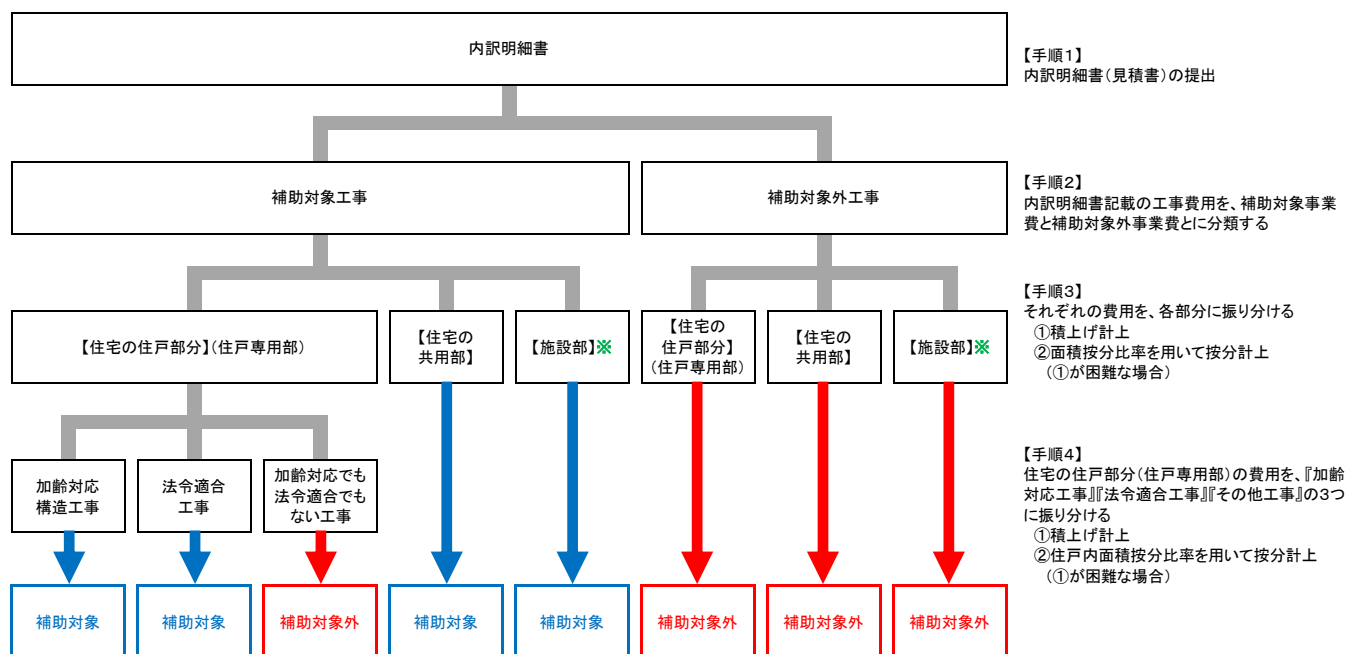 内訳明細書
【手順1】
内訳明細書(見積書)の提出
補助対象工事
補助対象外工事
【手順2】
内訳明細書記載の工事費用を、補助対象事業
費と補助対象外事業費とに分類する
【住宅の住戸部分】(住戸専用部)
【住宅の
共用部】
【施設部】※
【住宅の
住戸部分】
(住戸専用部)
【住宅の
共用部】
【施設部】※
【手順3】
それぞれの費用を、各部分に振り分ける
①積上げ計上
②面積按分比率を用いて按分計上
(①が困難な場合)
加齢対応
構造工事
法令適合
工事
加齢対応でも
法令適合でも
ない工事
【手順4】
住宅の住戸部分(住戸専用部)の費用を、『加齢
対応工事』『法令適合工事』『その他工事』の3つ
に振り分ける
①積上げ計上
②住戸内面積按分比率を用いて按分計上
(①が困難な場合)
補助対象
補助対象
補助対象外
補助対象
補助対象
補助対象外
補助対象外
補助対象外